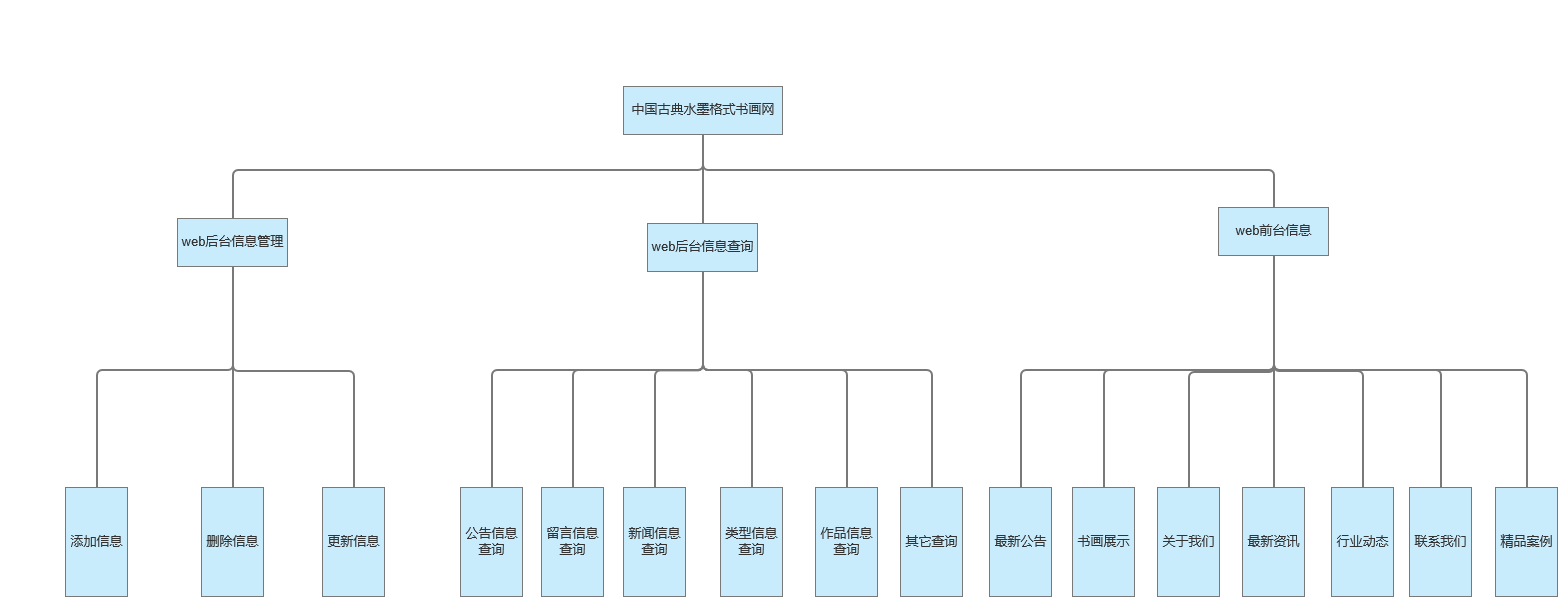 中国古典水墨格式书画网
web后台信息管理
web后台信息查询
web前台信息
添加信息
删除信息
更新信息
公告信息
查询
留言信息
查询
新闻信息
查询
类型信息
查询
作品信息
查询
其它查询
最新公告
书画展示
关于我们
最新资讯
行业动态
联系我们
精品案例